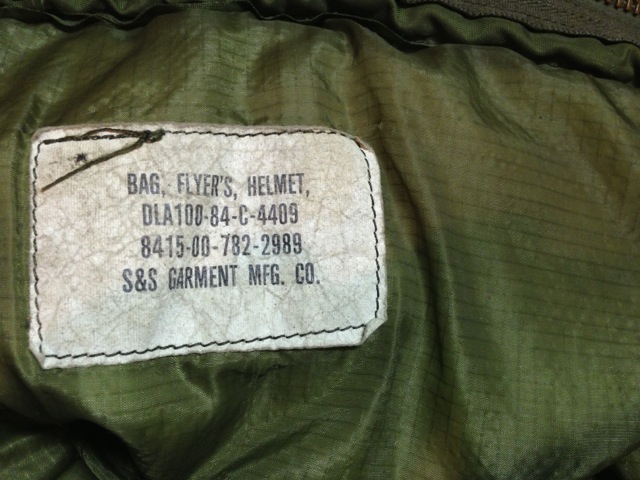 BAG, FLYER'S, HELMET,
DLA100-84-C-4409
8415-00-782-2989
S&S GARMENT MFG. CO.